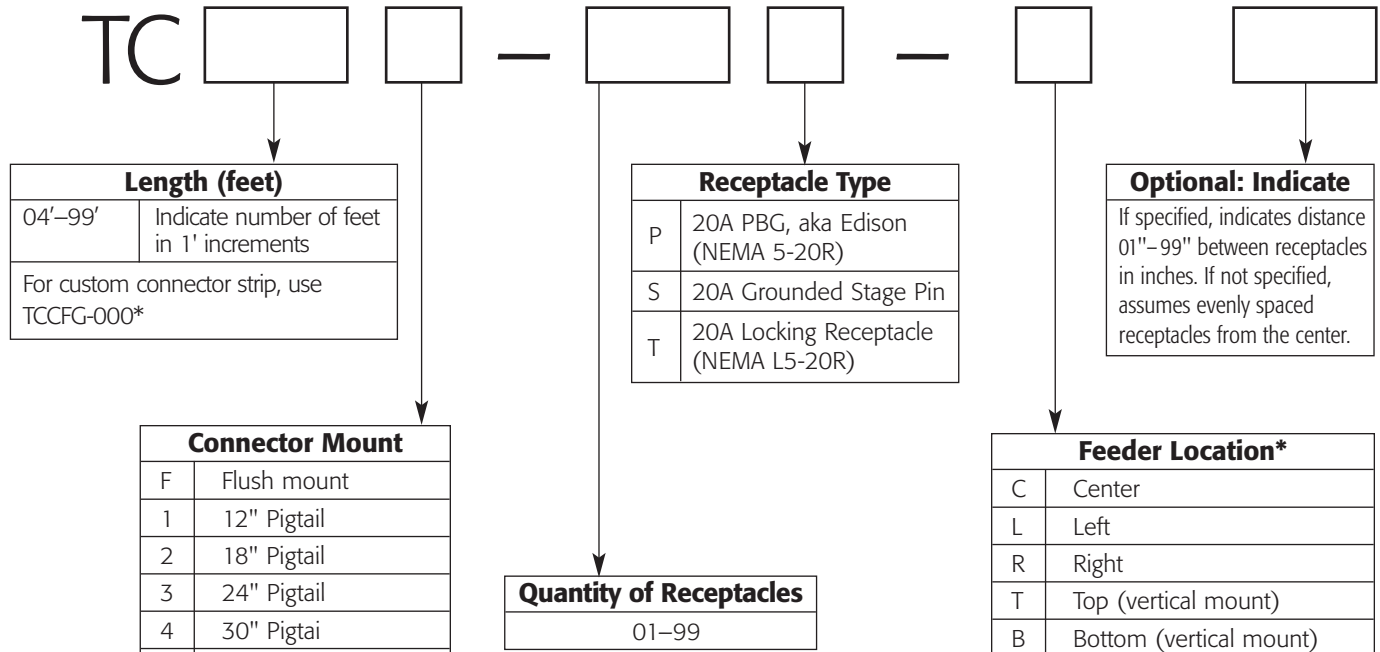 TC – –
Length (feet)
04'–99' Indicate number of feet
in 1' increments
For custom connector strip, use
TCCFG-000*
Receptacle Type
P 20A PBG, aka Edison
(NEMA 5-20R)
S 20A Grounded Stage Pin
T 20A Locking Receptacle
(NEMA L5-20R)
Optional: Indicate
If specified, indicates distance
01"–99" between receptacles
in inches. If not specified,
assumes evenly spaced
receptacles from the center.
Connector Mount
F Flush mount
1 12" Pigtail
2 18" Pigtail
3 24" Pigtail
4 30" Pigtai
Quantity of Receptacles
01–99
Feeder Location*
C Center
L Left
R Right
T Top (vertical mount)
B Bottom (vertical mount)